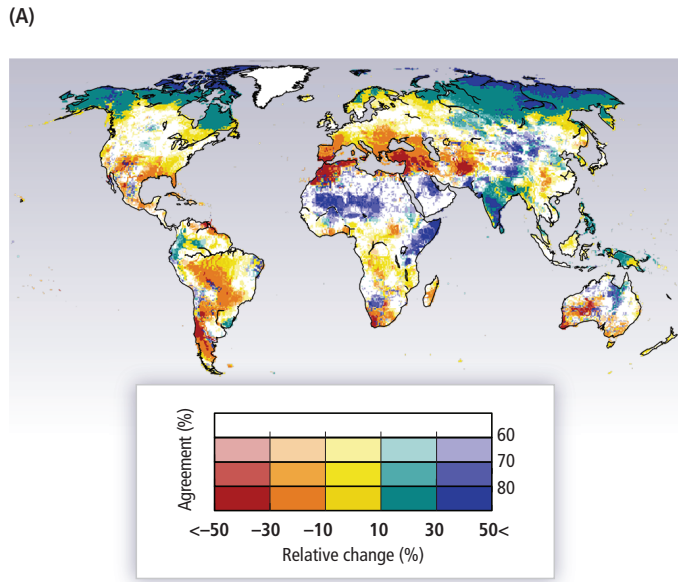 (A)
Agreement (%)
60
70
80
<–50 –30 –10 10 30 50<
Relative change (%)